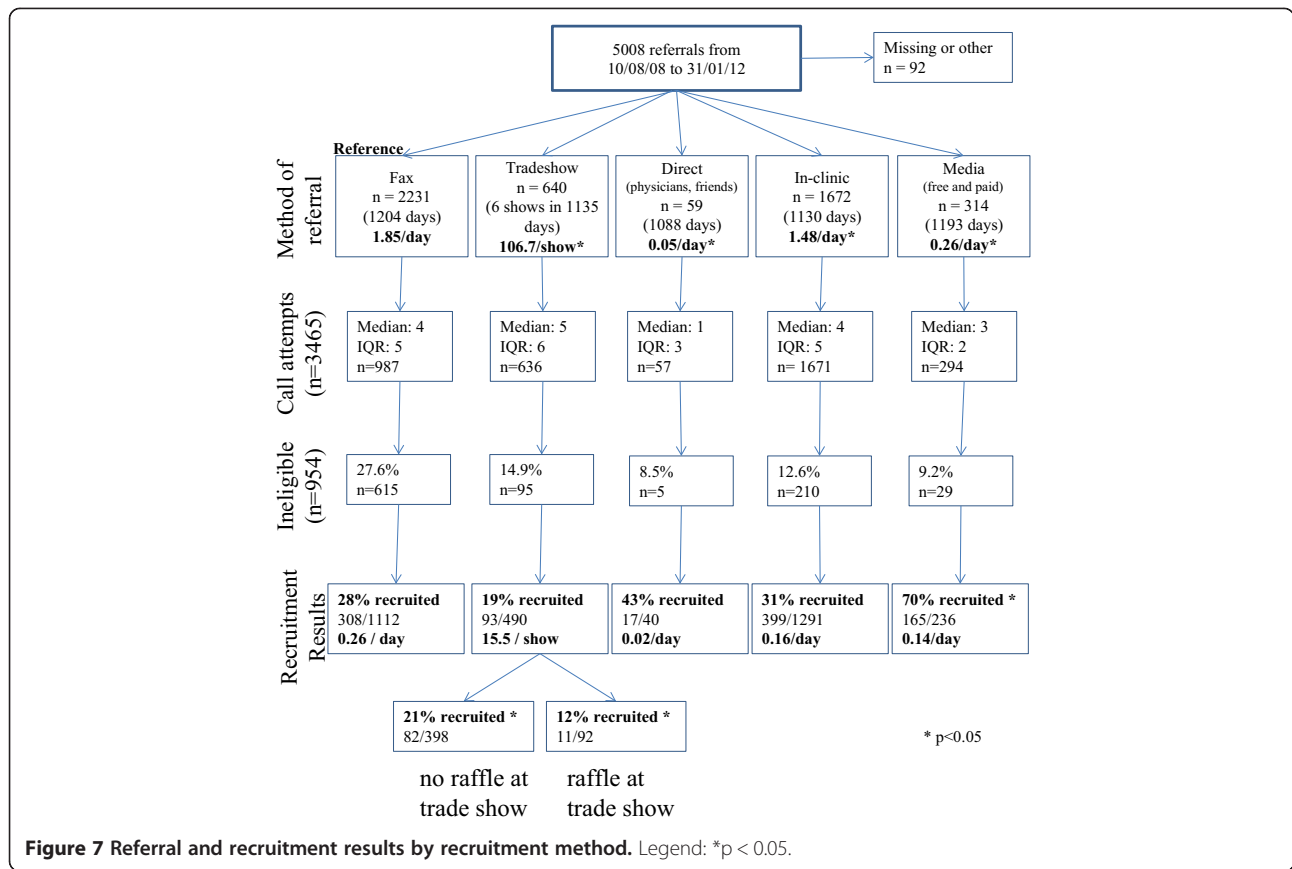 5008 referrals from
10/08/08 to 31/01/12
Missing or other
n = 92
Method of
referral
Reference
Fax
n = 2231
(1204 days)
1.85/day
Tradeshow
n = 640
(6 shows in 1135
days)
106.7/show*
Direct
(physicians, friends)
n = 59
(1088 days)
0.05/day*
In-clinic
n = 1672
(1130 days)
1.48/day*
Media
(free and paid)
n = 314
(1193 days)
0.26/day*
Call attempts
(n=3465)
Median: 4
IQR: 5
n=987
Median: 5
IQR: 6
n=636
Median: 1
IQR: 3
n=57
Median: 4
IQR: 5
n= 1671
Median: 3
IQR: 2
n=294
Ineligible
(n=954)
27.6%
n=615
14.9%
n=95
8.5%
n=5
12.6%
n=210
9.2%
n=29
Recruitment
Results
28% recruited
308/1112
0.26 / day
19% recruited
93/490
15.5 / show
43% recruited
17/40
0.02/day
31% recruited
399/1291
0.16/day
70% recruited *
165/236
0.14/day
21% recruited *
82/398
12% recruited *
11/92
* p<0.05
no raffle at
trade show
raffle at
trade show
Figure 7 Referral and recruitment results by recruitment method. Legend: *p < 0.05.